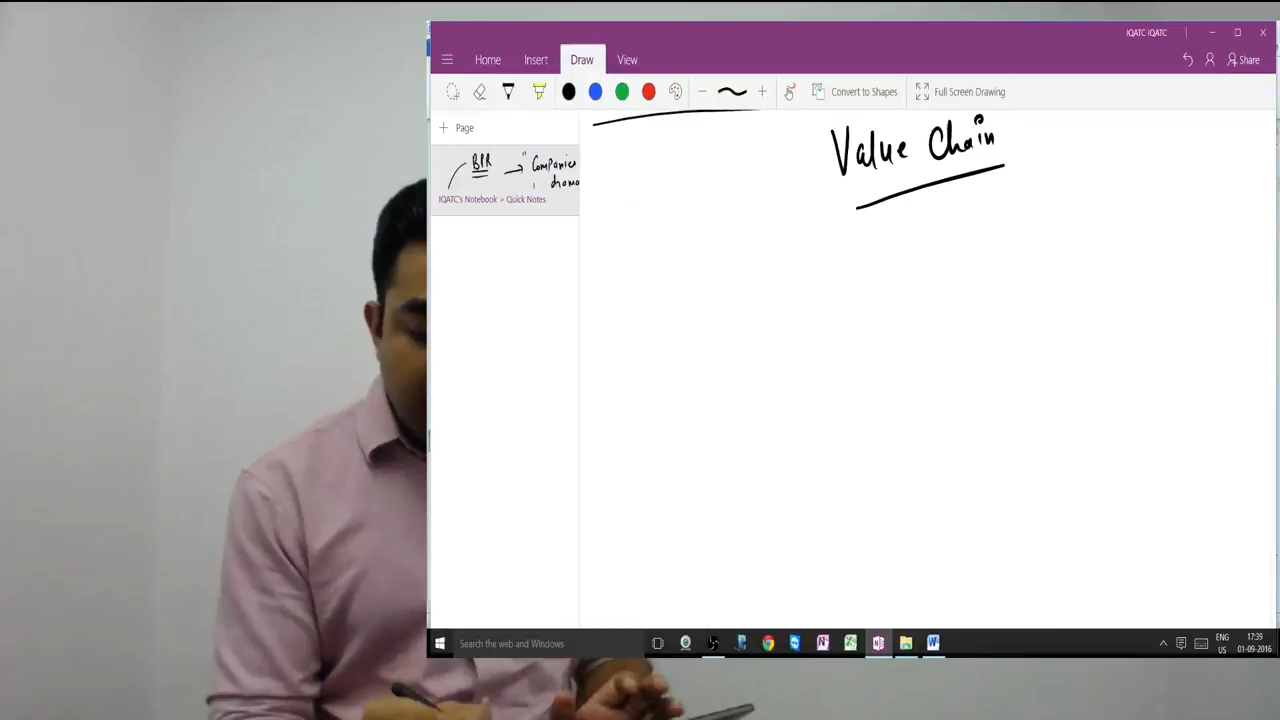 IQATC IQATC
Home Insert Draw View
Share
Convert to Shapes Full Screen Drawing
Value Chain
Page
BPR → " Companies
IQATC's Notebook > Quick Notes
Search the web and Windows
ENG
US
17:39
01-09-2016